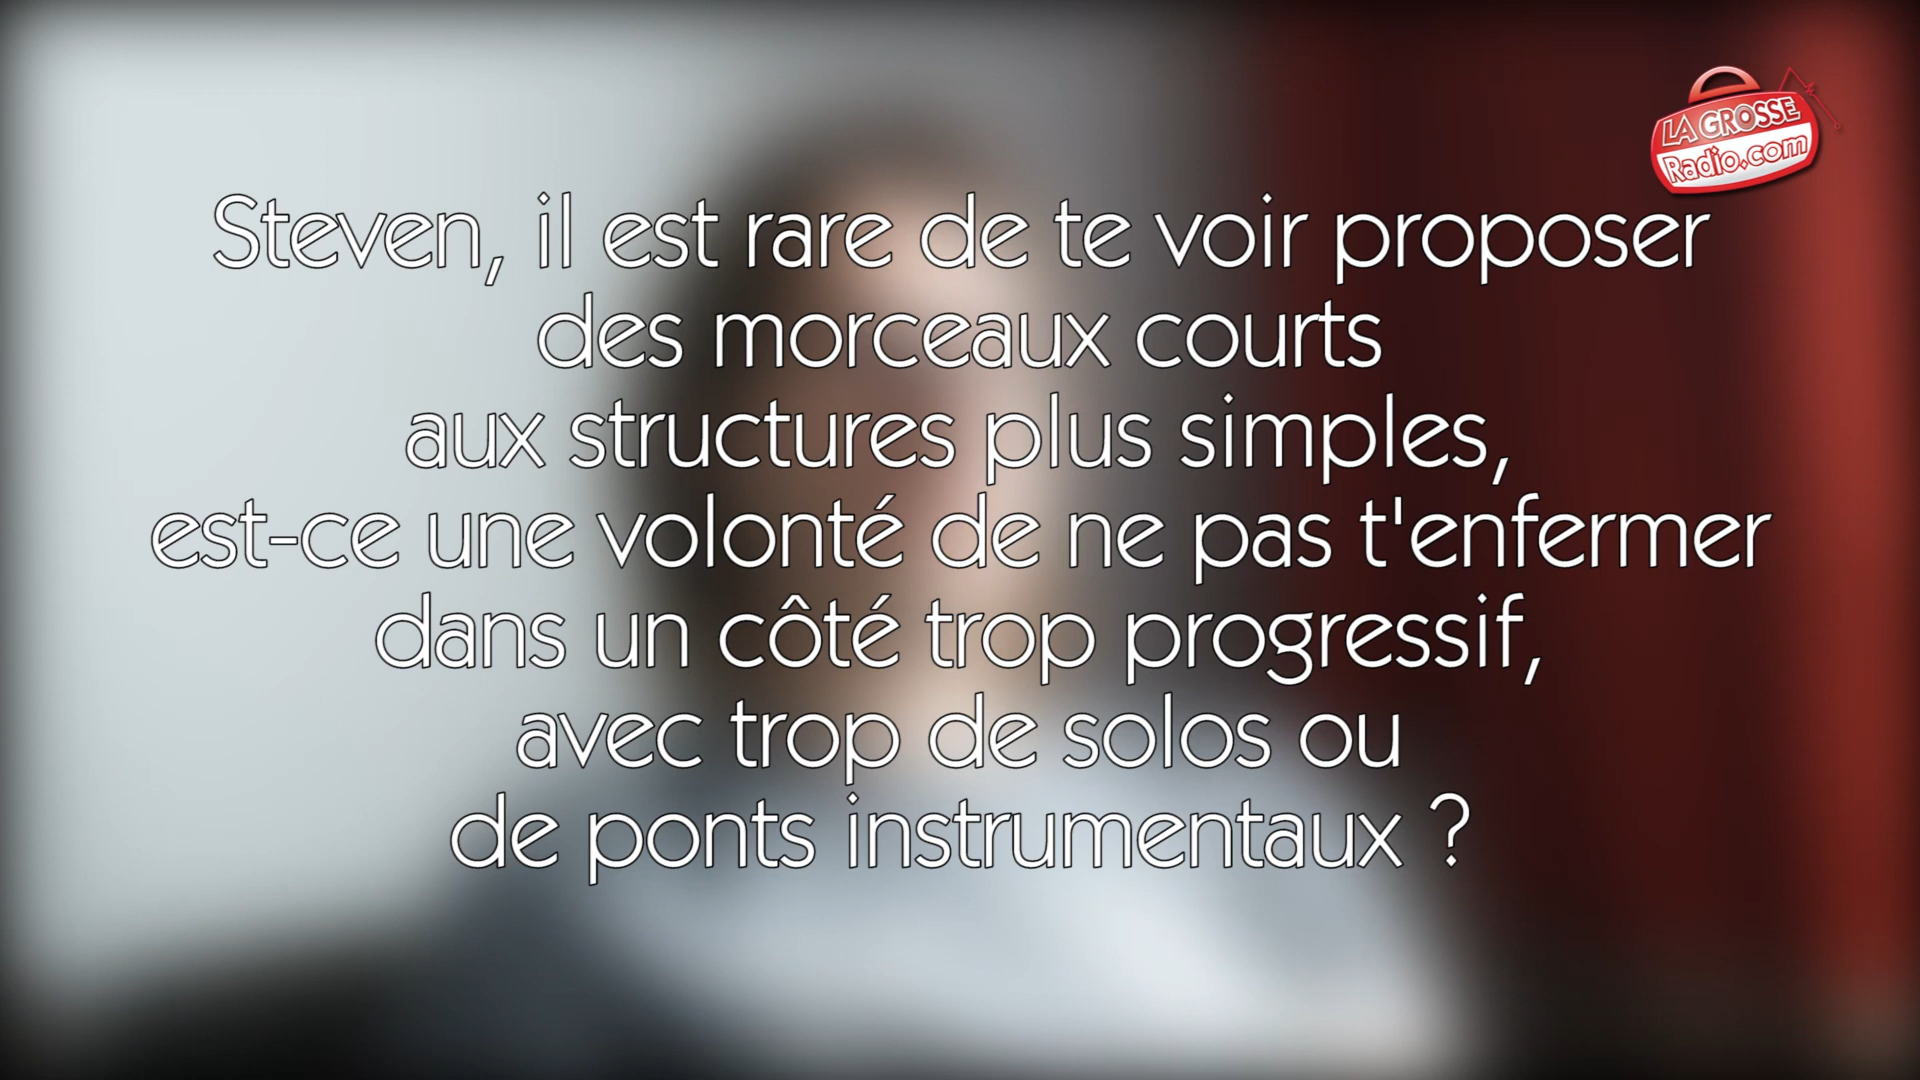 LA GROSSE
Radio.com
Steven, il est rare de te voir proposer
des morceaux courts
aux structures plus simples,
est-ce une volonté de ne pas t'enfermer
dans un côté trop progressif,
avec trop de solos ou
de ponts instrumentaux ?